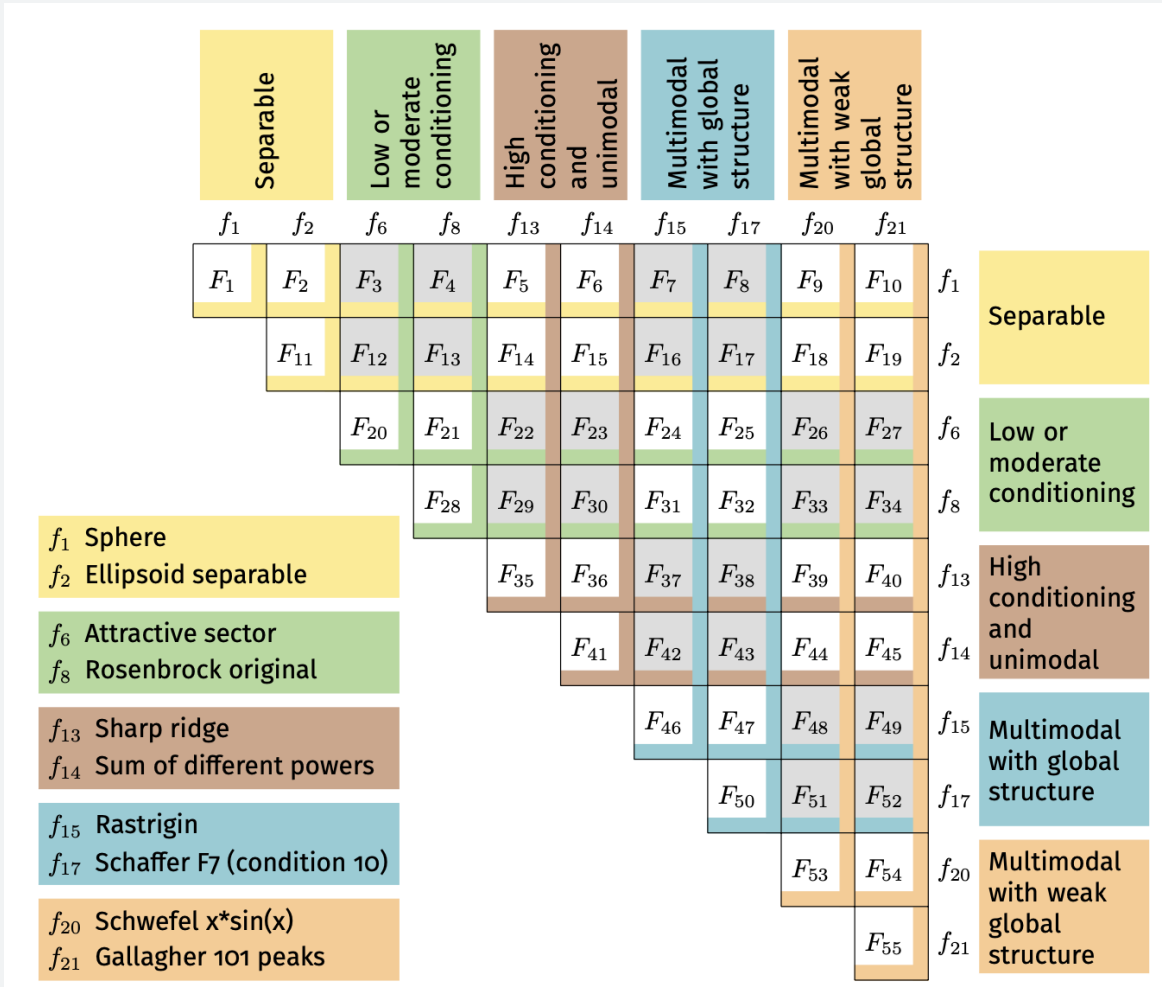 Separable
Low or
moderate
conditioning
High
conditioning
and
unimodal
Multimodal
with global
structure
Multimodal
with weak
global
structure
f₁ f₂ f₆ f₈ f₁₃ f₁₄ f₁₅ f₁₇ f₂₀ f₂₁
F₁ F₂ F₃ F₄ F₅ F₆ F₇ F₈ F₉ F₁₀ f₁
F₁₁ F₁₂ F₁₃ F₁₄ F₁₅ F₁₆ F₁₇ F₁₈ F₁₉ f₂
F₂₀ F₂₁ F₂₂ F₂₃ F₂₄ F₂₅ F₂₆ F₂₇ f₆
F₂₈ F₂₉ F₃₀ F₃₁ F₃₂ F₃₃ F₃₄ f₈
F₃₅ F₃₆ F₃₇ F₃₈ F₃₉ F₄₀ f₁₃
F₄₁ F₄₂ F₄₃ F₄₄ F₄₅ f₁₄
F₄₆ F₄₇ F₄₈ F₄₉ f₁₅
F₅₀ F₅₁ F₅₂ f₁₇
F₅₃ F₅₄ f₂₀
F₅₅ f₂₁
Separable
Low or
moderate
conditioning
High
conditioning
and
unimodal
Multimodal
with global
structure
Multimodal
with weak
global
structure
f₁ Sphere
f₂ Ellipsoid separable
f₆ Attractive sector
f₈ Rosenbrock original
f₁₃ Sharp ridge
f₁₄ Sum of different powers
f₁₅ Rastrigin
f₁₇ Schaffer F7 (condition 10)
f₂₀ Schwefel x*sin(x)
f₂₁ Gallagher 101 peaks